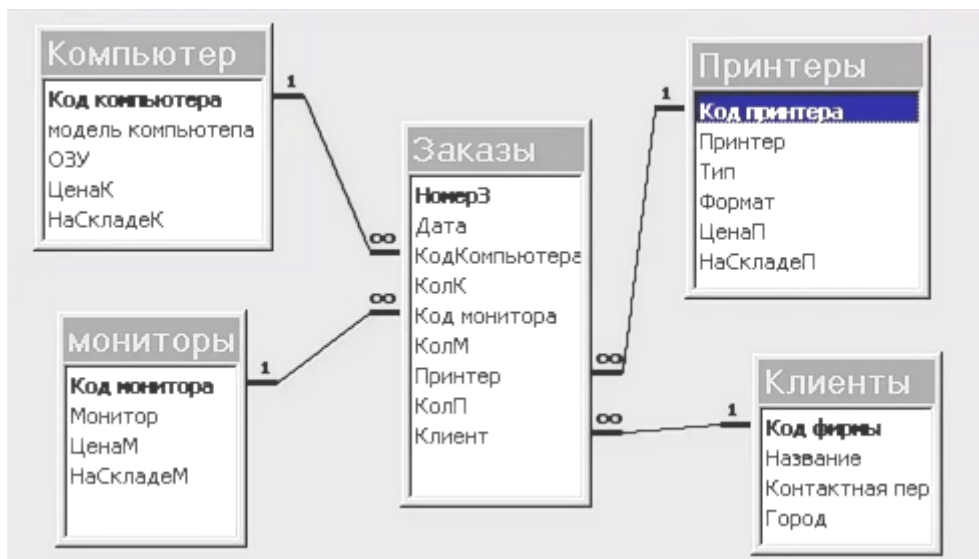 Компьютер
Код компьютера
модель компьютепа
ОЗУ
ЦенаК
НаСкладеК
1
∞
мониторы
Код монитора
Монитор
ЦенаМ
НаСкладеМ
1
∞
Заказы
НомерЗ
Дата
КодКомпьютера
КолК
Код монитора
КолМ
Принтер
КолП
Клиент
Принтеры
Код принтера
Принтер
Тип
Формат
ЦенаП
НаСкладеП
1
∞
Клиенты
Код фирмы
Название
Контактная пер
Город
1
∞